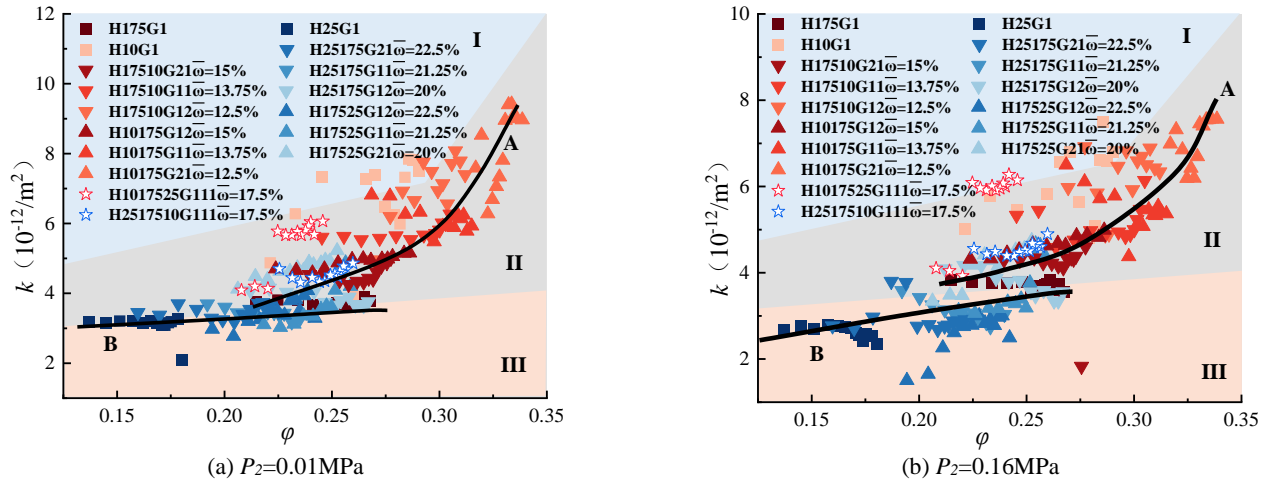 12
10
8
6
4
2
k（10⁻¹²/m²）
H175G1
H10G1
H17510G21ω̅=15%
H17510G11ω̅=13.75%
H17510G12ω̅=12.5%
H10175G12ω̅=15%
H10175G11ω̅=13.75%
H10175G21ω̅=12.5%
H1017525G111ω̅=17.5%
H2517510G111ω̅=17.5%
H25G1
H25175G21ω̅=22.5%
H25175G11ω̅=21.25%
H25175G12ω̅=20%
H17525G12ω̅=22.5%
H17525G11ω̅=21.25%
H17525G21ω̅=20%
I
A
II
B
III
0.15
0.20
0.25
0.30
0.35
φ
(a) P₂=0.01MPa
10
8
6
4
2
k（10⁻¹²/m²）
H175G1
H10G1
H17510G21ω̅=15%
H17510G11ω̅=13.75%
H17510G12ω̅=12.5%
H10175G12ω̅=15%
H10175G11ω̅=13.75%
H10175G21ω̅=12.5%
H1017525G111ω̅=17.5%
H2517510G111ω̅=17.5%
H25G1
H25175G21ω̅=22.5%
H25175G11ω̅=21.25%
H25175G12ω̅=20%
H17525G12ω̅=22.5%
H17525G11ω̅=21.25%
H17525G21ω̅=20%
I
A
II
B
III
0.15
0.20
0.25
0.30
0.35
φ
(b) P₂=0.16MPa